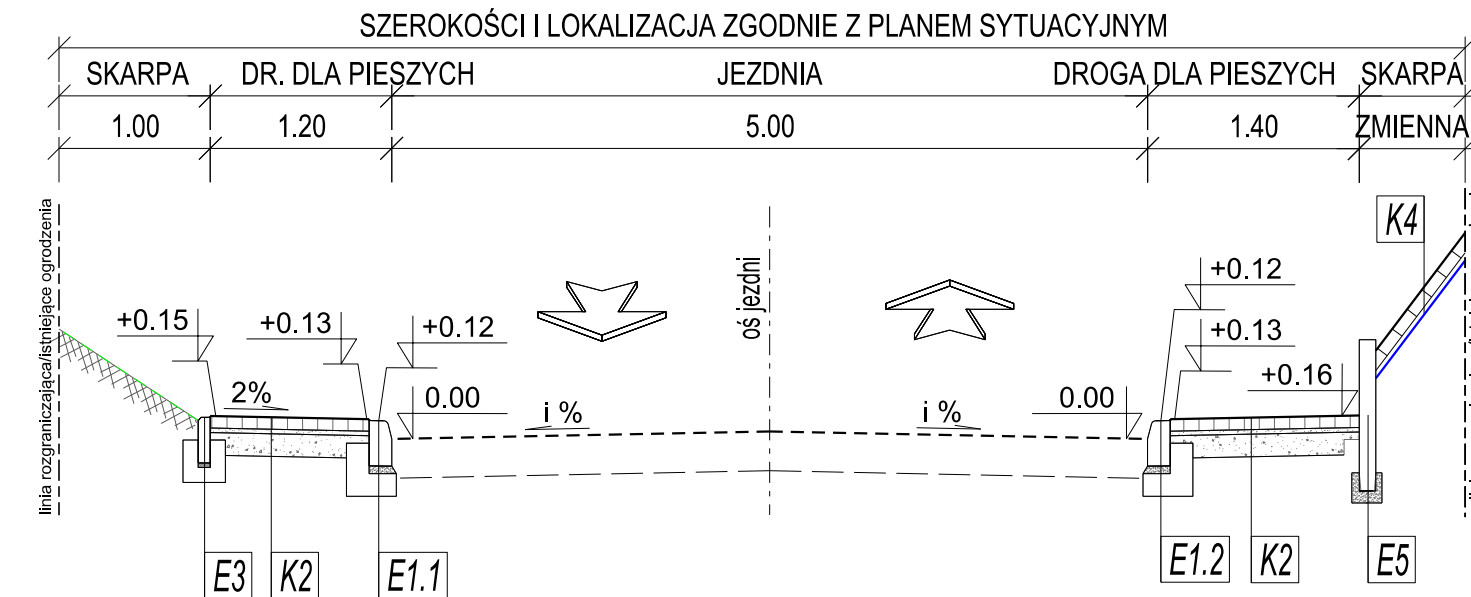 SZEROKOŚCI I LOKALIZACJA ZGODNIE Z PLANEM SYTUACYJNYM
SKARPA DR. DLA PIESZYCH JEZDNIA DROGA DLA PIESZYCH SKARPA
1.00 1.20 5.00 1.40 ZMIENNA
linia rozgraniczająca/istniejące ogrodzenia
oś jezdni
K4
+0.15 +0.13 +0.12
+0.12
+0.13
+0.16
2% 0.00 i % i % 0.00
E3 K2 E1.1 E1.2 K2 E5